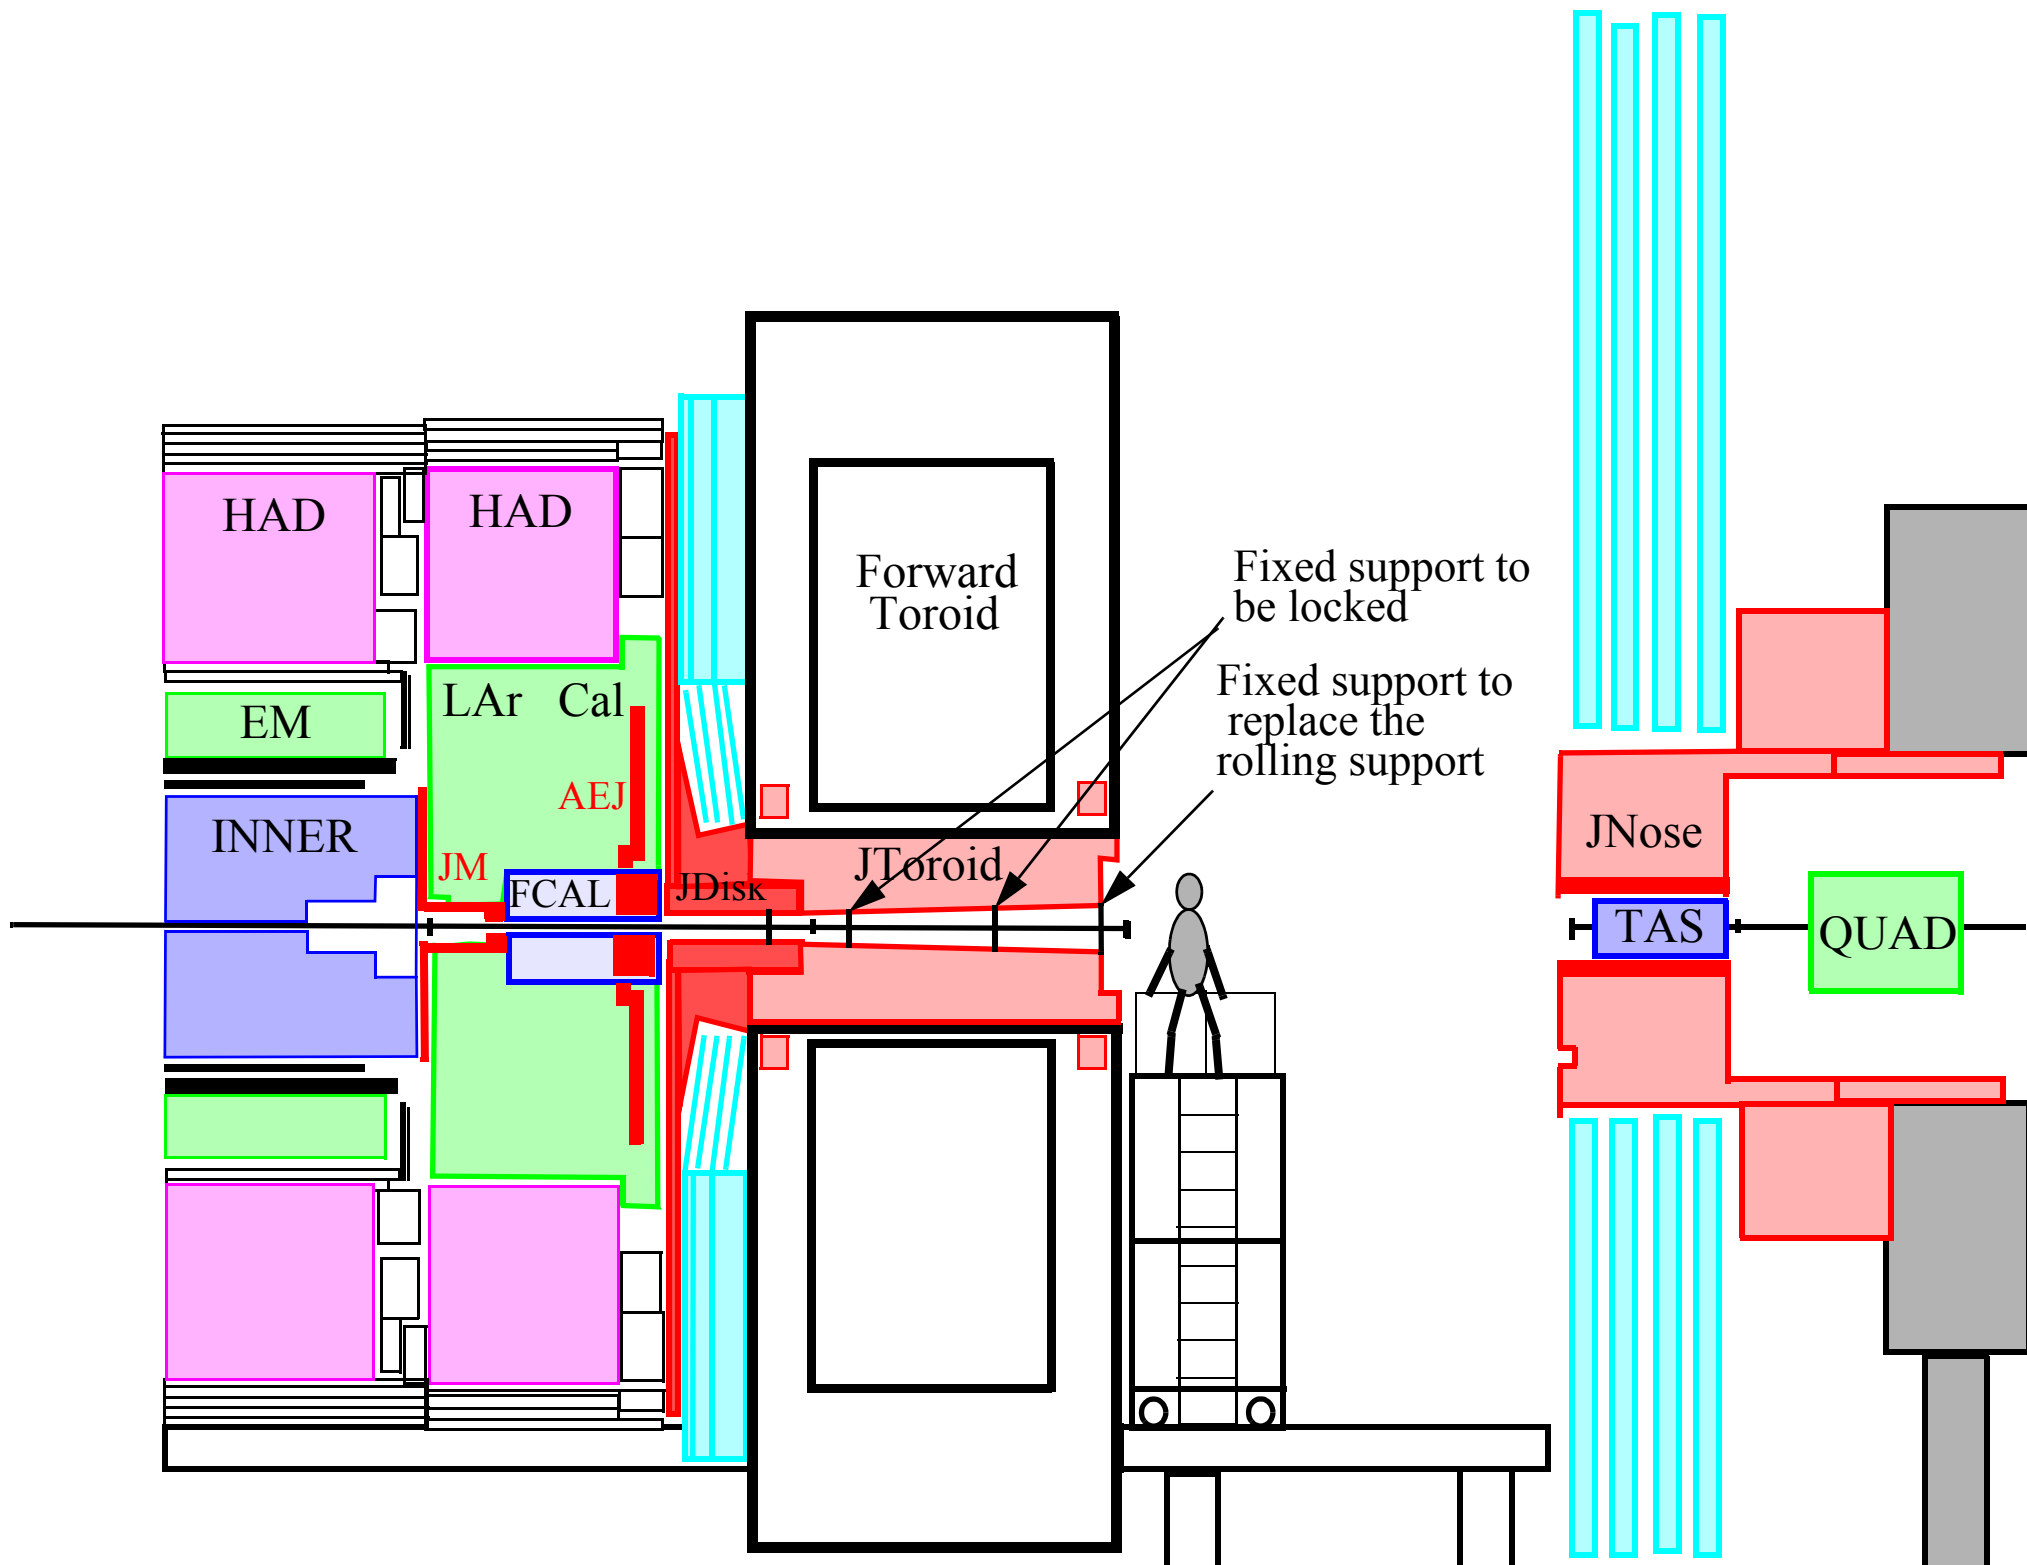 HAD
HAD
Forward
Toroid
Fixed support to
be locked
Fixed support to
replace the
rolling support
LAr Cal
EM
AEJ
INNER
JM
FCAL
JDisk
JToroid
JNose
TAS
QUAD